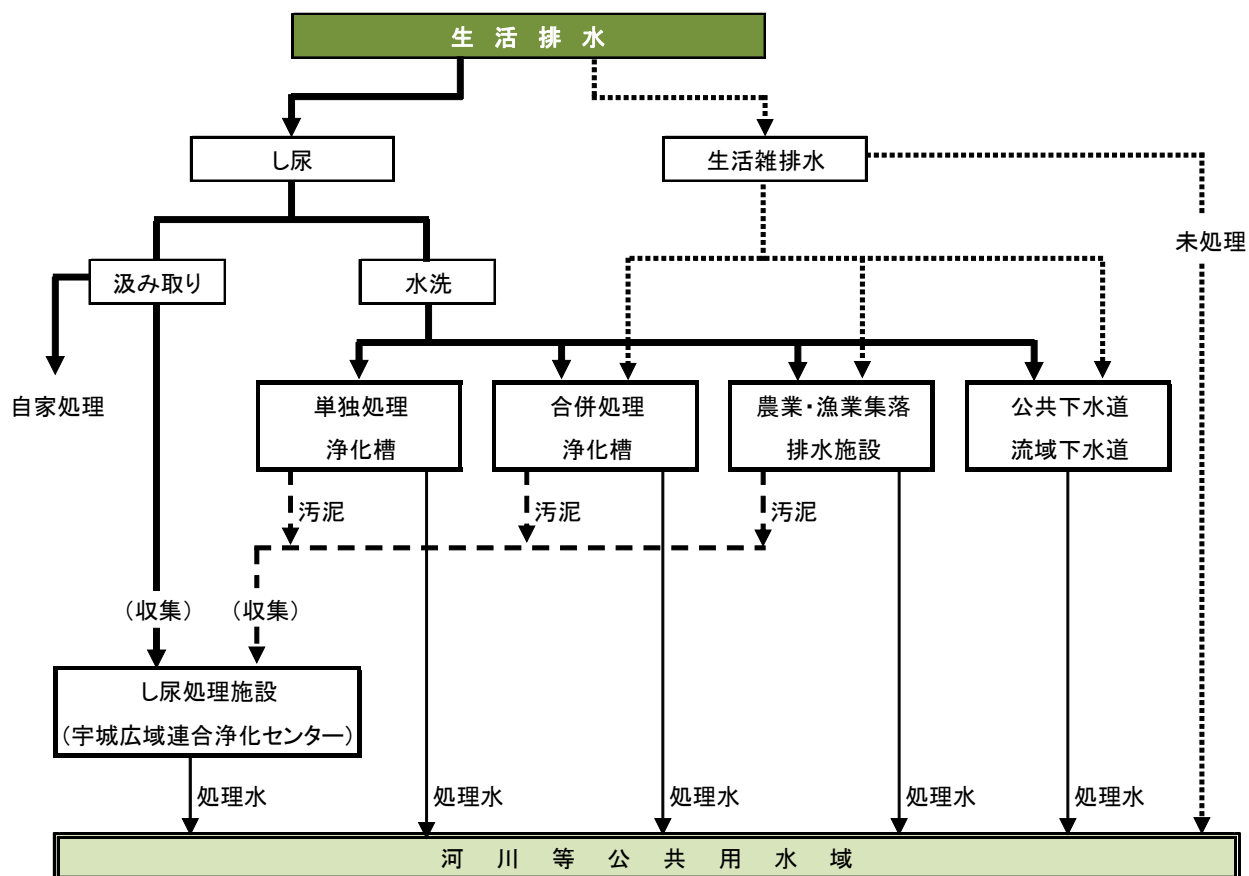 生活排水
し尿
生活雑排水
未処理
汲み取り
水洗
自家処理
単独処理
浄化槽
合併処理
浄化槽
農業・漁業集落
排水施設
公共下水道
流域下水道
汚泥
汚泥
汚泥
（収集）
（収集）
し尿処理施設
（宇城広域連合浄化センター）
処理水
処理水
処理水
処理水
処理水
河川等公共用水域